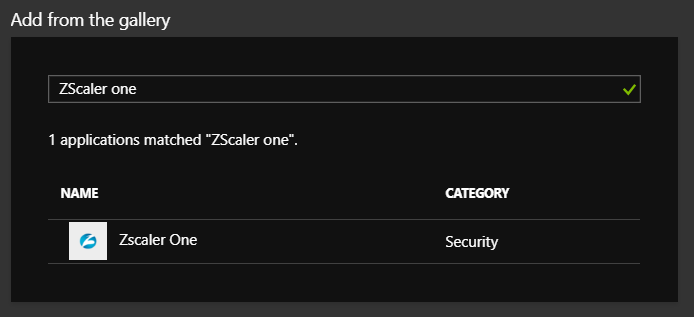 Add from the gallery
ZScaler one
1 applications matched "ZScaler one".
NAME CATEGORY
Zscaler One Security